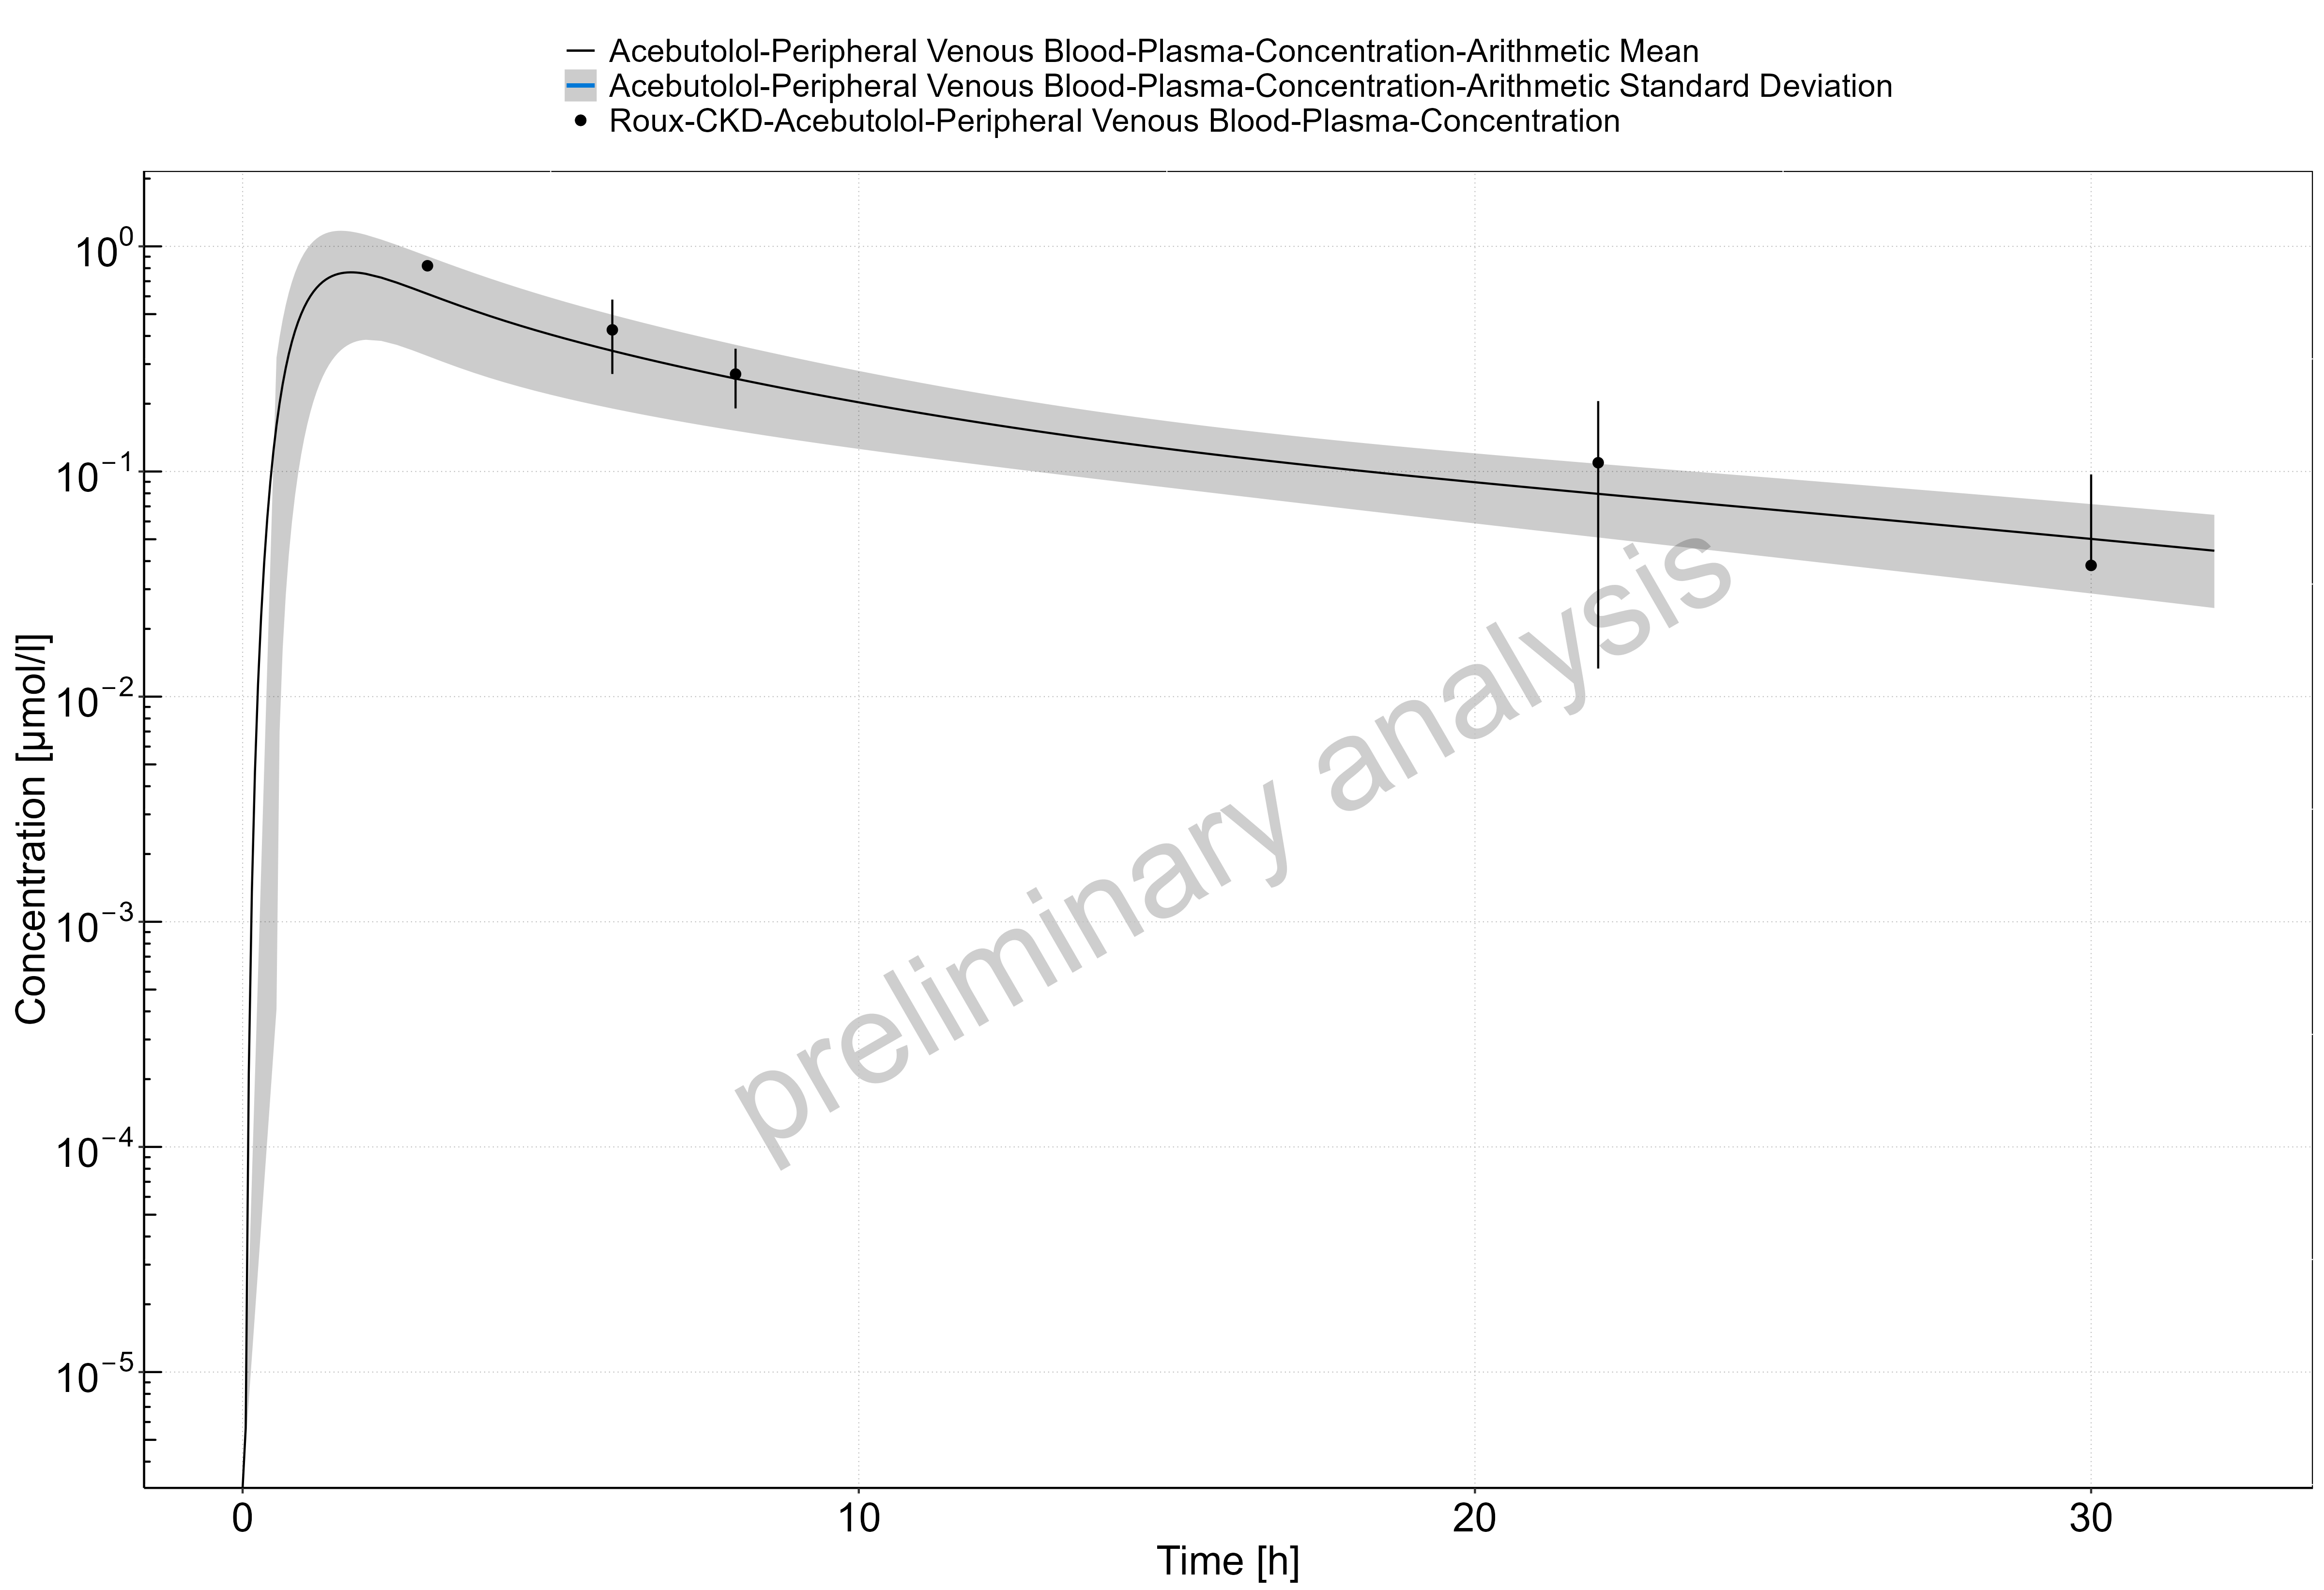 Acebutolol-Peripheral Venous Blood-Plasma-Concentration-Arithmetic Mean
Acebutolol-Peripheral Venous Blood-Plasma-Concentration-Arithmetic Standard Deviation
Roux-CKD-Acebutolol-Peripheral Venous Blood-Plasma-Concentration
10⁰
10⁻¹
10⁻²
10⁻³
10⁻⁴
10⁻⁵
Concentration [µmol/l]
preliminary analysis
0 10 20 30
Time [h]